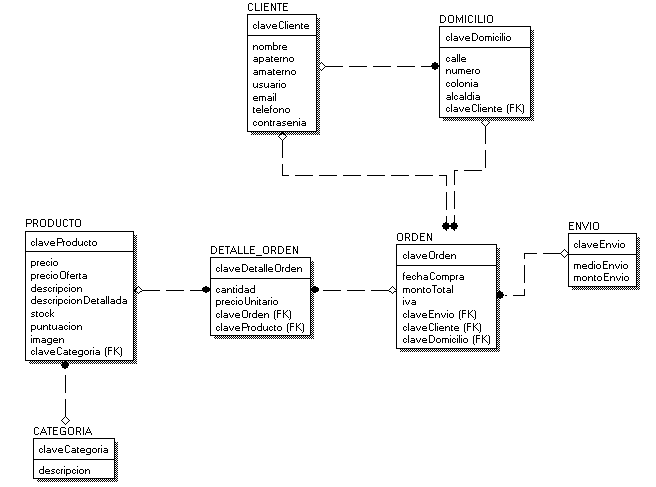 CLIENTE
claveCliente
nombre
apaterno
amaterno
usuario
email
telefono
contrasenia
DOMICILIO
claveDomicilio
calle
numero
colonia
alcaldia
claveCliente (FK)
PRODUCTO
claveProducto
precio
precioOferta
descripcion
descripcionDetallada
stock
puntuacion
imagen
claveCategoria (FK)
DETALLE_ORDEN
claveDetalleOrden
cantidad
precioUnitario
claveOrden (FK)
claveProducto (FK)
ORDEN
claveOrden
fechaCompra
montoTotal
iva
claveEnvio (FK)
claveCliente (FK)
claveDomicilio (FK)
ENVIO
claveEnvio
medioEnvio
montoEnvio
CATEGORIA
claveCategoria
descripcion